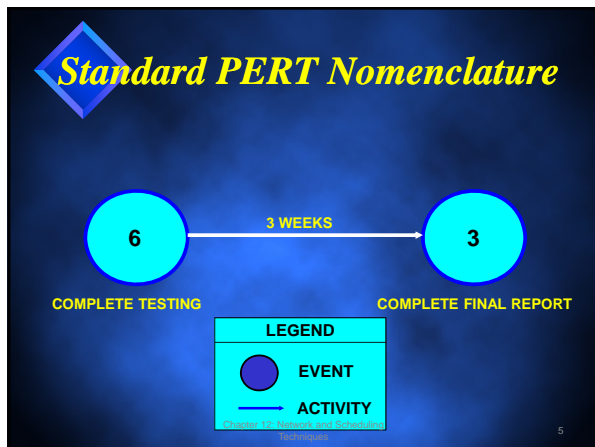 Standard PERT Nomenclature
3 WEEKS
6
3
COMPLETE TESTING
COMPLETE FINAL REPORT
LEGEND
EVENT
ACTIVITY
Chapter 12: Network and Scheduling
Techniques
5